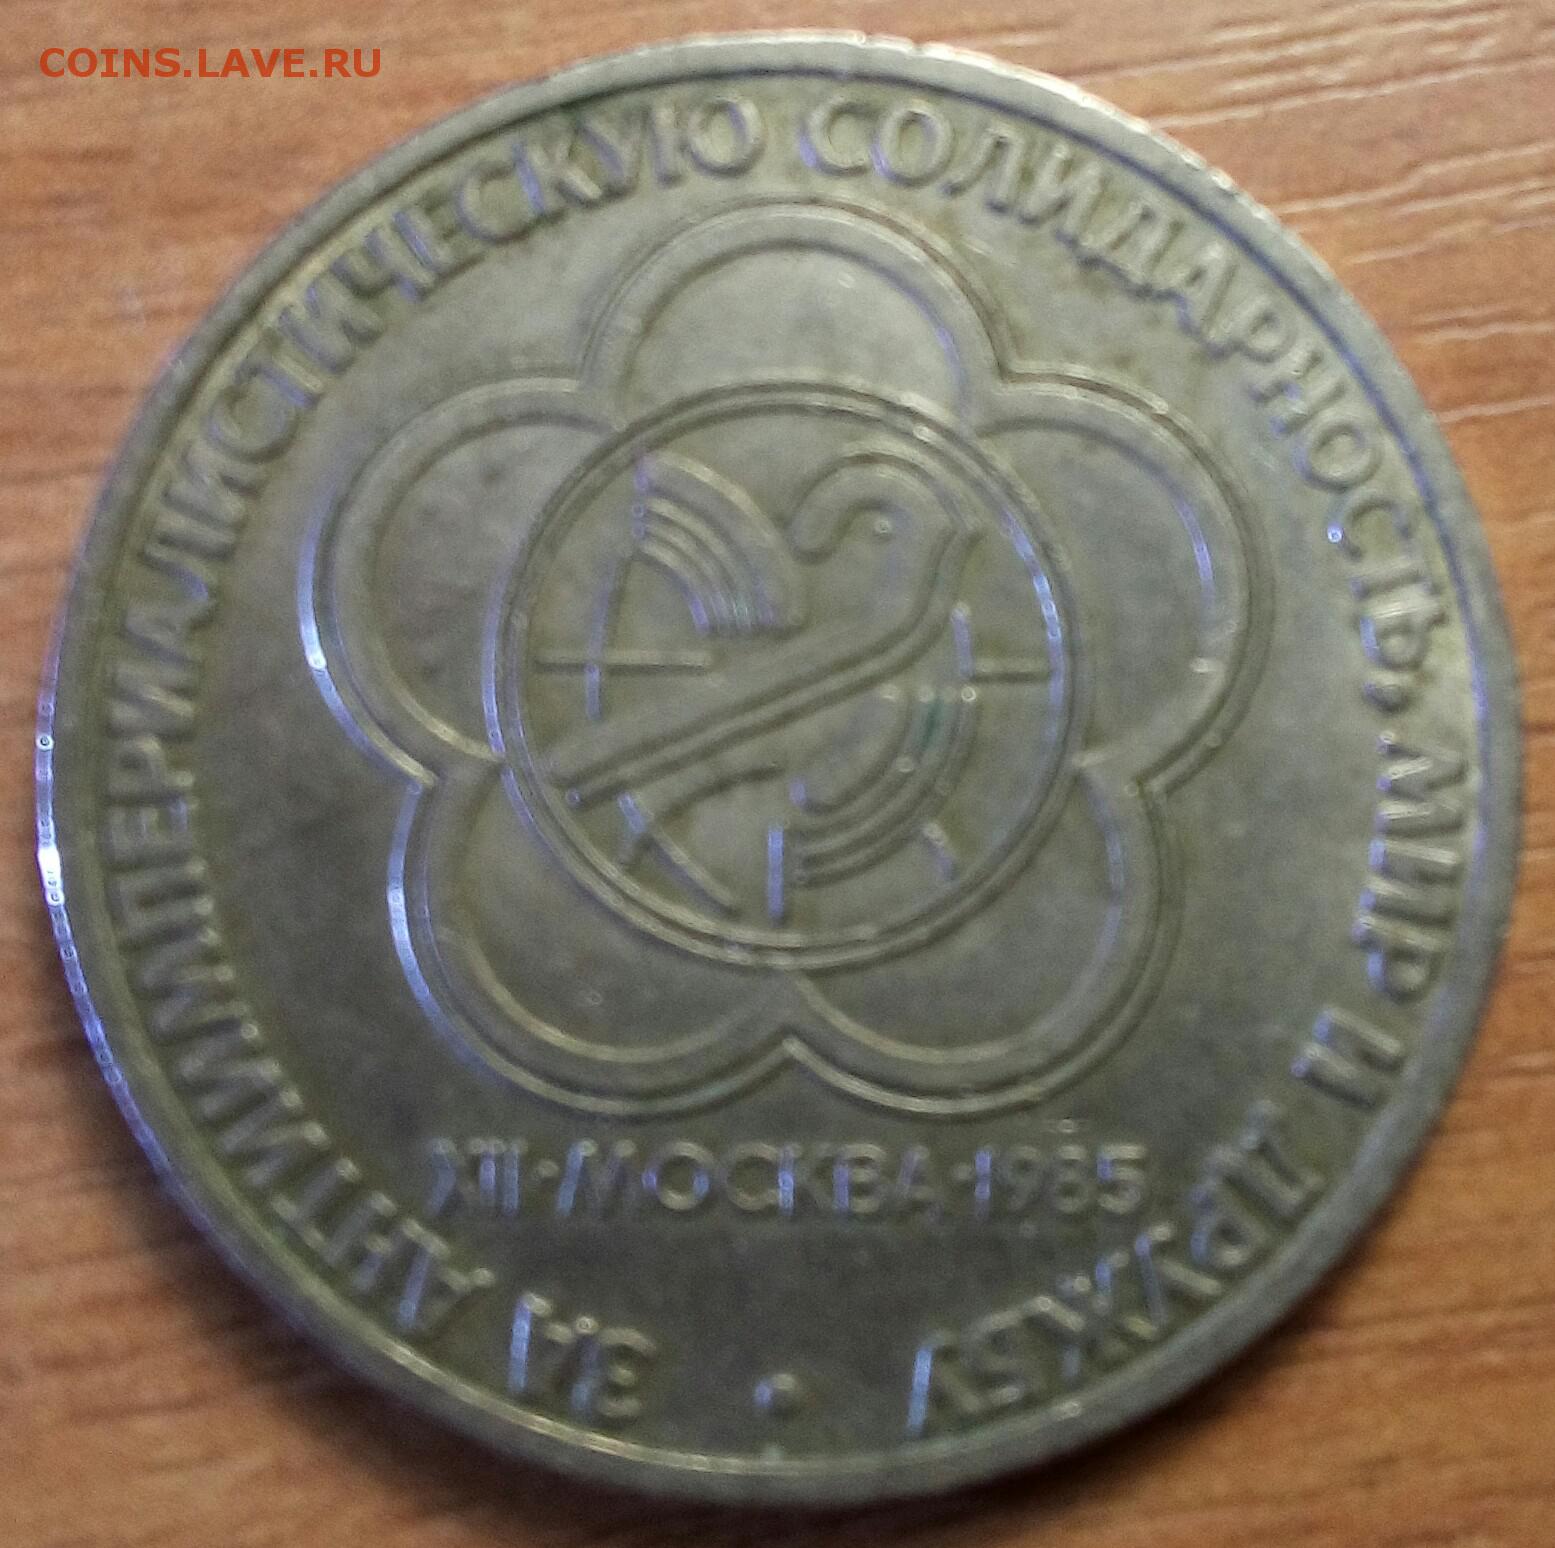 COINS.LAVE.RU
ЗА АНТИИМПЕРИАЛИСТИЧЕСКУЮ СОЛИДАРНОСТЬ, МИР И ДРУЖБУ
XII·МОСКВА·1985